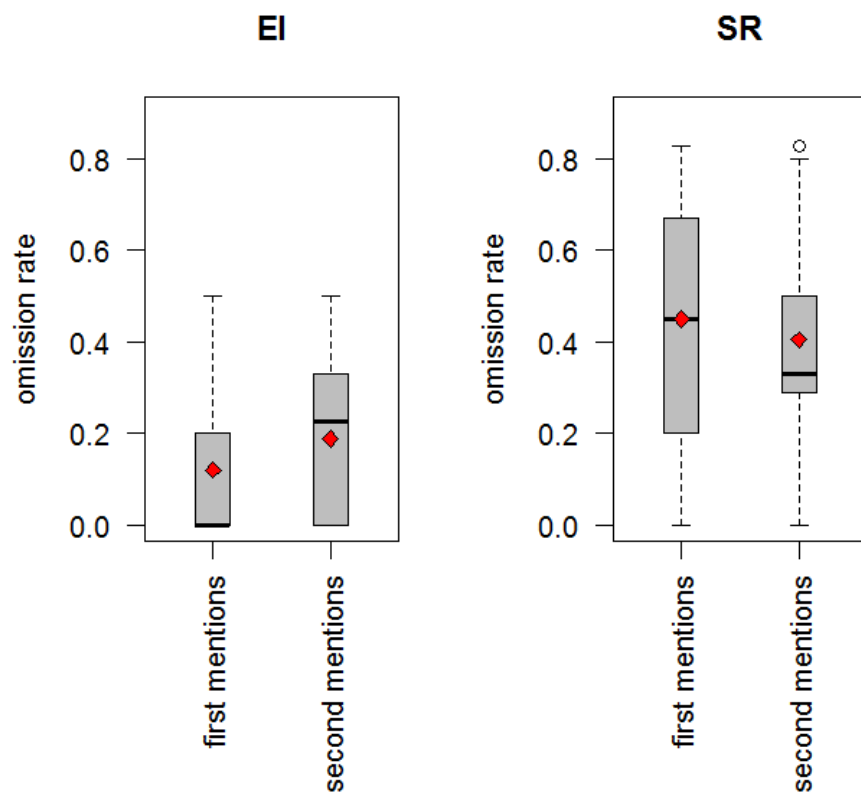 EI
omission rate
0.8
0.6
0.4
0.2
0.0
first mentions
second mentions
SR
omission rate
0.8
0.6
0.4
0.2
0.0
first mentions
second mentions